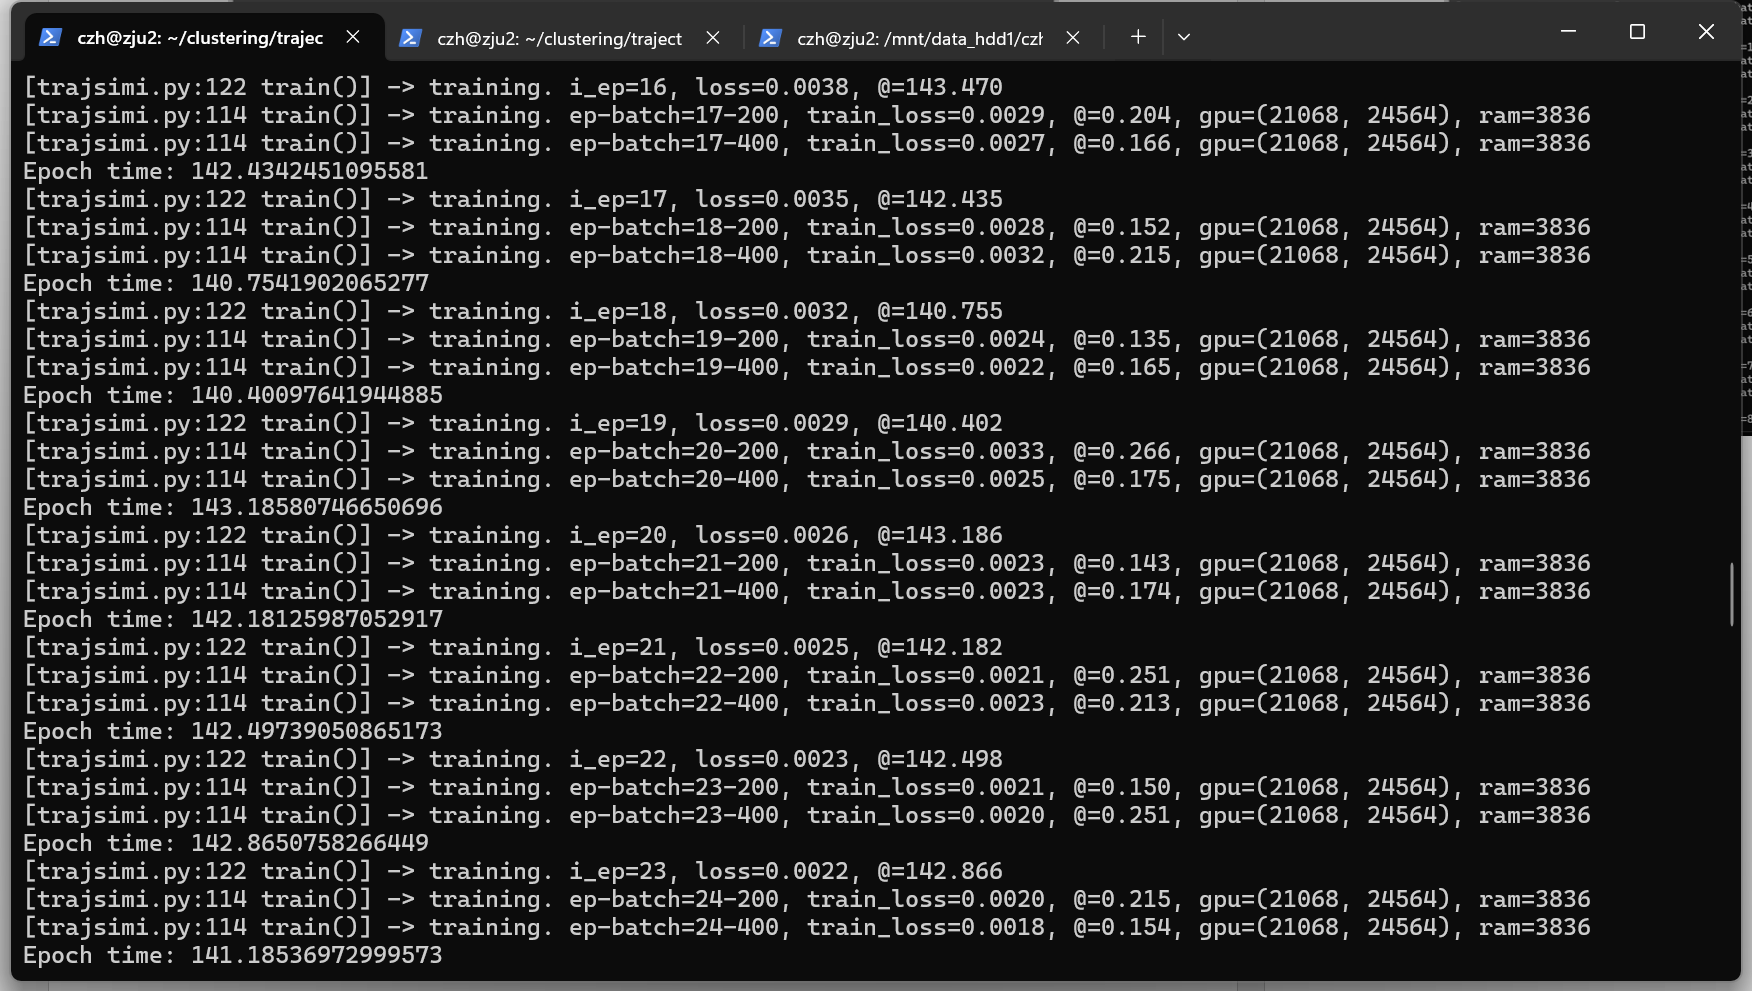 czh@zju2: ~/clustering/trajec
czh@zju2: ~/clustering/traject
czh@zju2: /mnt/data_hdd1/czh
[trajsimi.py:122 train()] -> training. i_ep=16, loss=0.0038, @=143.470
[trajsimi.py:114 train()] -> training. ep-batch=17-200, train_loss=0.0029, @=0.204, gpu=(21068, 24564), ram=3836
[trajsimi.py:114 train()] -> training. ep-batch=17-400, train_loss=0.0027, @=0.166, gpu=(21068, 24564), ram=3836
Epoch time: 142.4342451095581
[trajsimi.py:122 train()] -> training. i_ep=17, loss=0.0035, @=142.435
[trajsimi.py:114 train()] -> training. ep-batch=18-200, train_loss=0.0028, @=0.152, gpu=(21068, 24564), ram=3836
[trajsimi.py:114 train()] -> training. ep-batch=18-400, train_loss=0.0032, @=0.215, gpu=(21068, 24564), ram=3836
Epoch time: 140.7541902065277
[trajsimi.py:122 train()] -> training. i_ep=18, loss=0.0032, @=140.755
[trajsimi.py:114 train()] -> training. ep-batch=19-200, train_loss=0.0024, @=0.135, gpu=(21068, 24564), ram=3836
[trajsimi.py:114 train()] -> training. ep-batch=19-400, train_loss=0.0022, @=0.165, gpu=(21068, 24564), ram=3836
Epoch time: 140.40097641944885
[trajsimi.py:122 train()] -> training. i_ep=19, loss=0.0029, @=140.402
[trajsimi.py:114 train()] -> training. ep-batch=20-200, train_loss=0.0033, @=0.266, gpu=(21068, 24564), ram=3836
[trajsimi.py:114 train()] -> training. ep-batch=20-400, train_loss=0.0025, @=0.175, gpu=(21068, 24564), ram=3836
Epoch time: 143.18580746650696
[trajsimi.py:122 train()] -> training. i_ep=20, loss=0.0026, @=143.186
[trajsimi.py:114 train()] -> training. ep-batch=21-200, train_loss=0.0023, @=0.143, gpu=(21068, 24564), ram=3836
[trajsimi.py:114 train()] -> training. ep-batch=21-400, train_loss=0.0023, @=0.174, gpu=(21068, 24564), ram=3836
Epoch time: 142.18125987052917
[trajsimi.py:122 train()] -> training. i_ep=21, loss=0.0025, @=142.182
[trajsimi.py:114 train()] -> training. ep-batch=22-200, train_loss=0.0021, @=0.251, gpu=(21068, 24564), ram=3836
[trajsimi.py:114 train()] -> training. ep-batch=22-400, train_loss=0.0023, @=0.213, gpu=(21068, 24564), ram=3836
Epoch time: 142.49739050865173
[trajsimi.py:122 train()] -> training. i_ep=22, loss=0.0023, @=142.498
[trajsimi.py:114 train()] -> training. ep-batch=23-200, train_loss=0.0021, @=0.150, gpu=(21068, 24564), ram=3836
[trajsimi.py:114 train()] -> training. ep-batch=23-400, train_loss=0.0020, @=0.251, gpu=(21068, 24564), ram=3836
Epoch time: 142.8650758266449
[trajsimi.py:122 train()] -> training. i_ep=23, loss=0.0022, @=142.866
[trajsimi.py:114 train()] -> training. ep-batch=24-200, train_loss=0.0020, @=0.215, gpu=(21068, 24564), ram=3836
[trajsimi.py:114 train()] -> training. ep-batch=24-400, train_loss=0.0018, @=0.154, gpu=(21068, 24564), ram=3836
Epoch time: 141.18536972999573